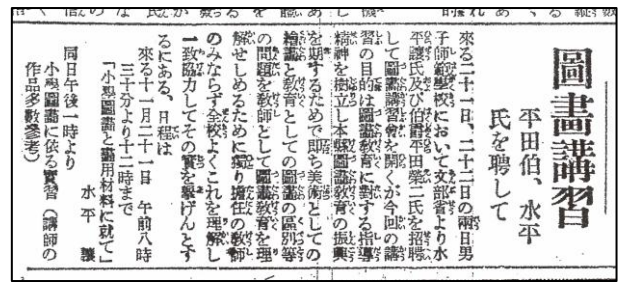 圖畫講習
平田伯、水平
氏を聘して
來る二十一日、二十二日の兩日男
子師範學校において文部省より水
平讓氏及び伯爵平田榮二氏を招聘
して圖畫講習會を開くが今回の講
習の目的は圖畫教育に對する指導
精神を樹立し本縣圖畫教育の振興
を期するためで即ち美術としての
繪畫と教育としての圖畫の區別等
の問題を教師として圖畫教育を理
解せしめるために獨り擔任の教師
のみならず全校よくこれを理解し
一致協力してその實を擧げんとす
るにある、日程は
來る十一月二十一日 午前八時
三十分より十二時まで
「小學圖畫と毒用材料に就て」
水平 讓
同日午後一時より
小學圖畫に依る實習（講師の
作品多數參考）